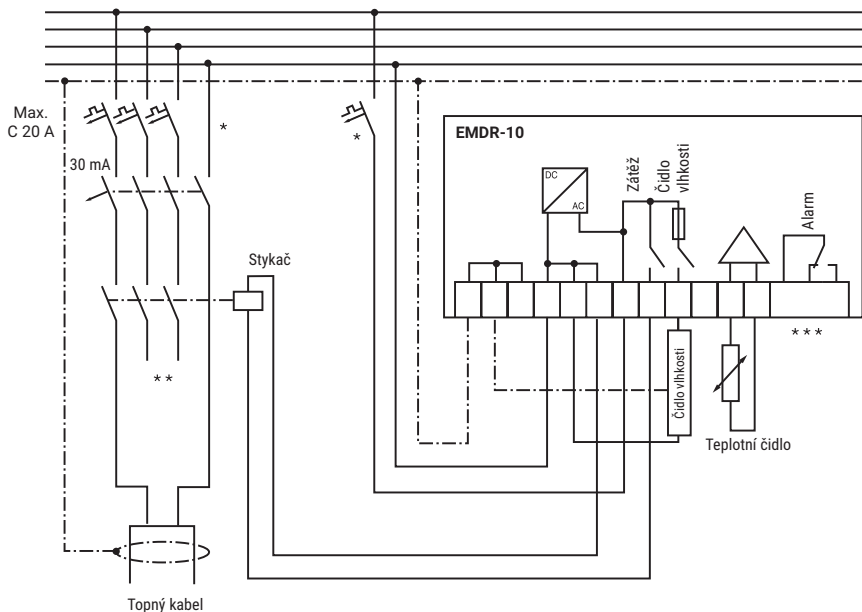 Max.
C 20 A
*
*
30 mA
EMDR-10
DC
AC
Zátěž
Čidlo
vlhkosti
Alarm
Stykač
* *
* * *
Čidlo vlhkosti
Teplotní čidlo
Topný kabel